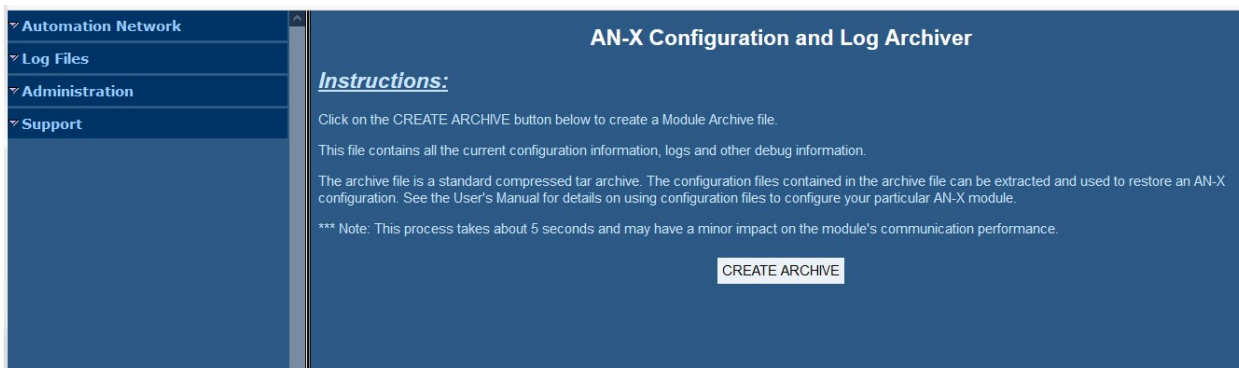 Automation Network
Log Files
Administration
Support
AN-X Configuration and Log Archiver
Instructions:
Click on the CREATE ARCHIVE button below to create a Module Archive file.
This file contains all the current configuration information, logs and other debug information.
The archive file is a standard compressed tar archive. The configuration files contained in the archive file can be extracted and used to restore an AN-X
configuration. See the User's Manual for details on using configuration files to configure your particular AN-X module.
*** Note: This process takes about 5 seconds and may have a minor impact on the module's communication performance.
CREATE ARCHIVE